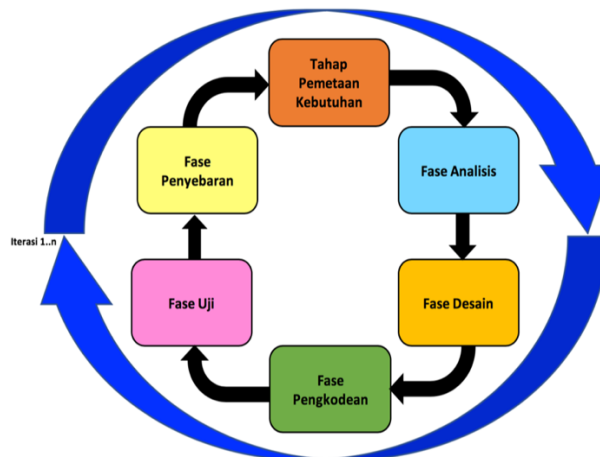 Tahap
Pemetaan
Kebutuhan
Fase Analisis
Fase Desain
Fase
Pengkodean
Fase Uji
Fase
Penyebaran
Iterasi 1..n